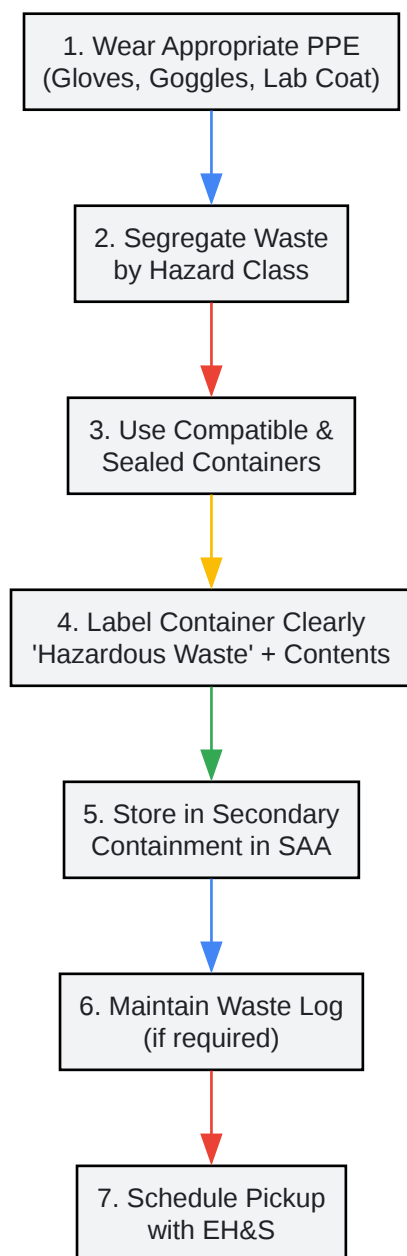 1. Wear Appropriate PPE
(Gloves, Goggles, Lab Coat)
2. Segregate Waste
by Hazard Class
3. Use Compatible &
Sealed Containers
4. Label Container Clearly
'Hazardous Waste' + Contents
5. Store in Secondary
Containment in SAA
6. Maintain Waste Log
(if required)
7. Schedule Pickup
with EH&S